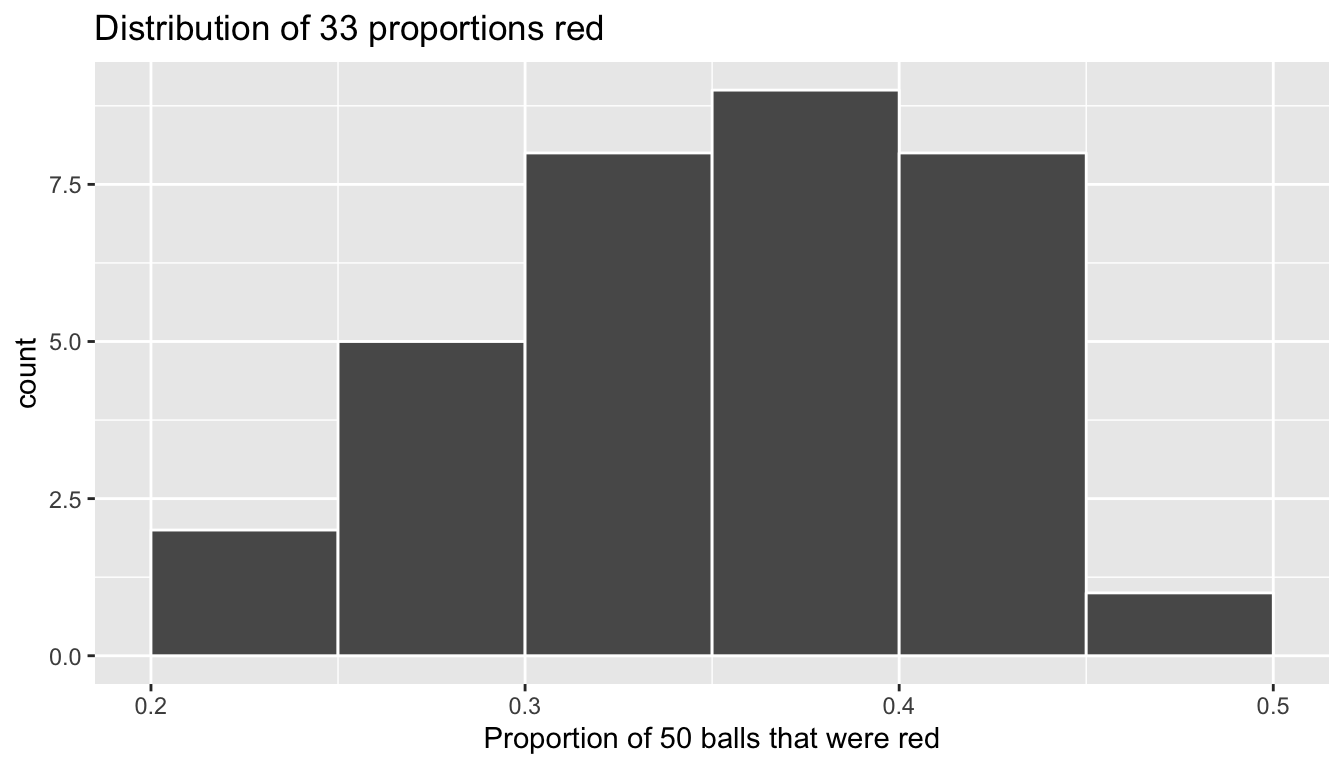 Distribution of 33 proportions red
count
7.5
5.0
2.5
0.0
0.2 0.3 0.4 0.5
Proportion of 50 balls that were red